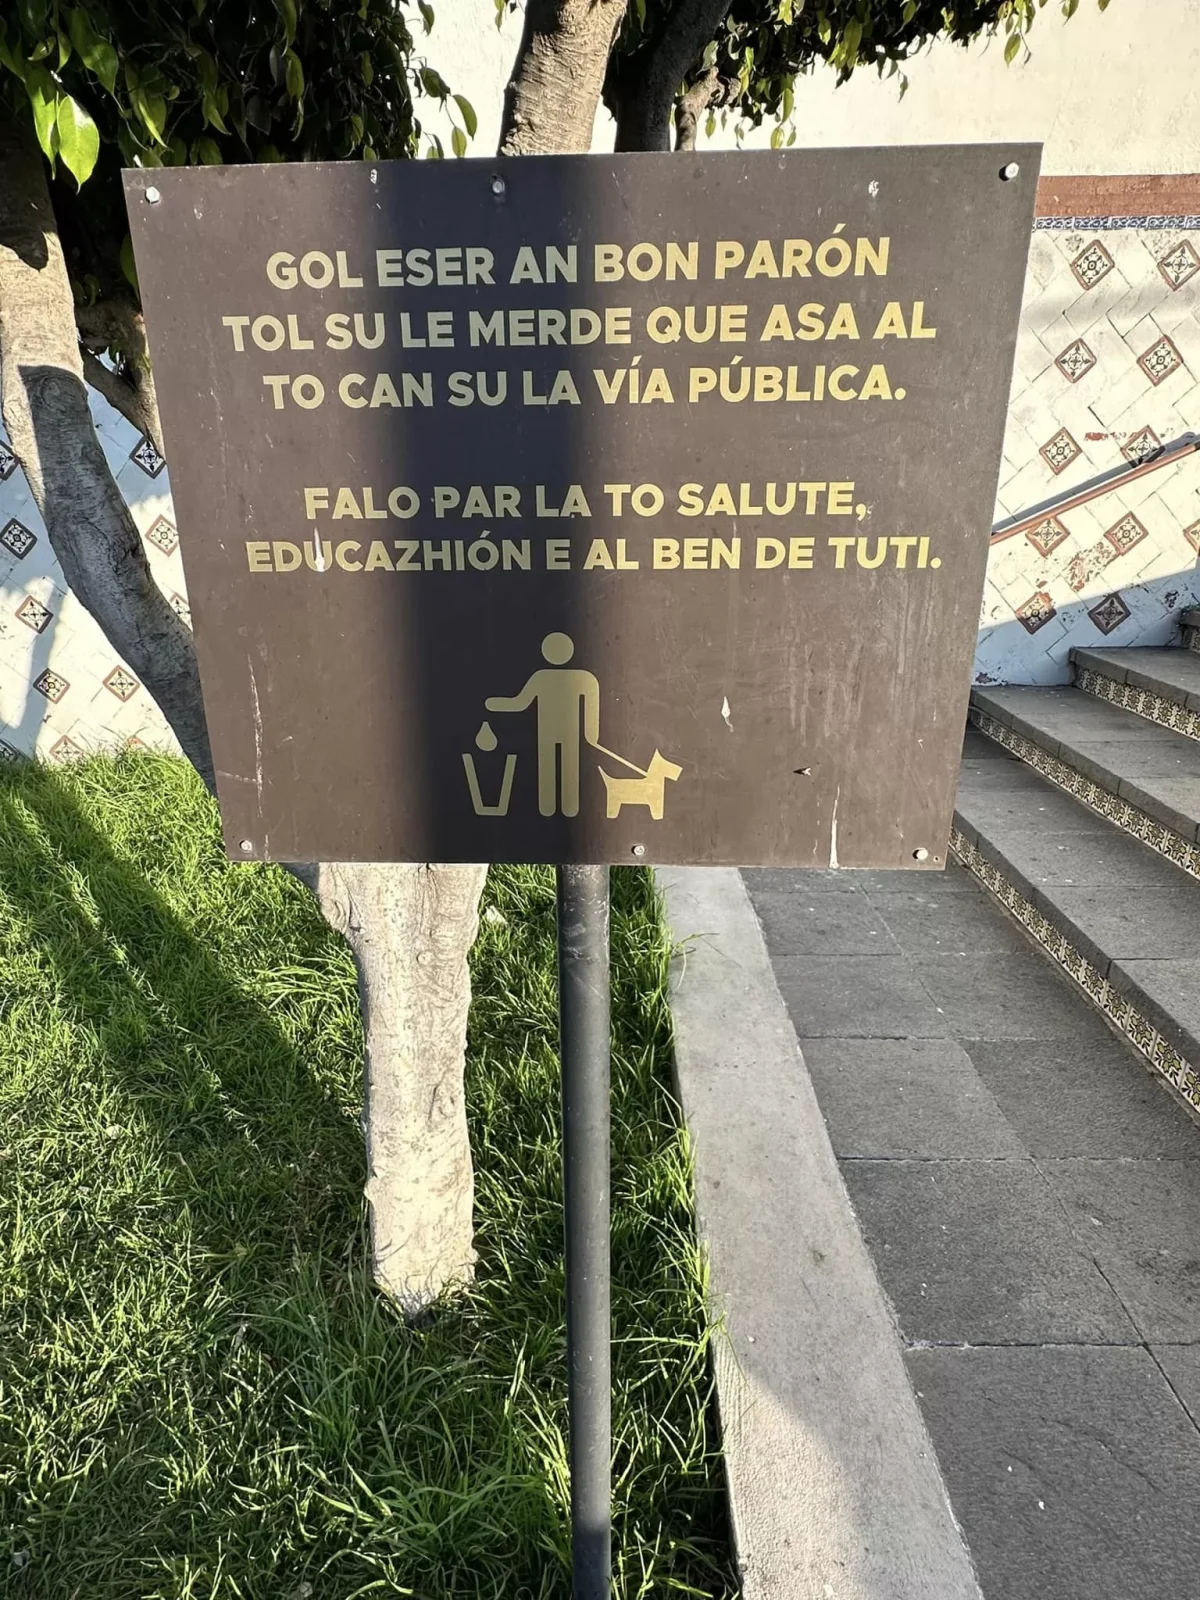 GOL ESER AN BON PARÓN
TOL SU LE MERDE QUE ASA AL
TO CAN SU LA VÍA PÚBLICA.
FALO PAR LA TO SALUTE,
EDUCAZHIÓN E AL BEN DE TUTI.